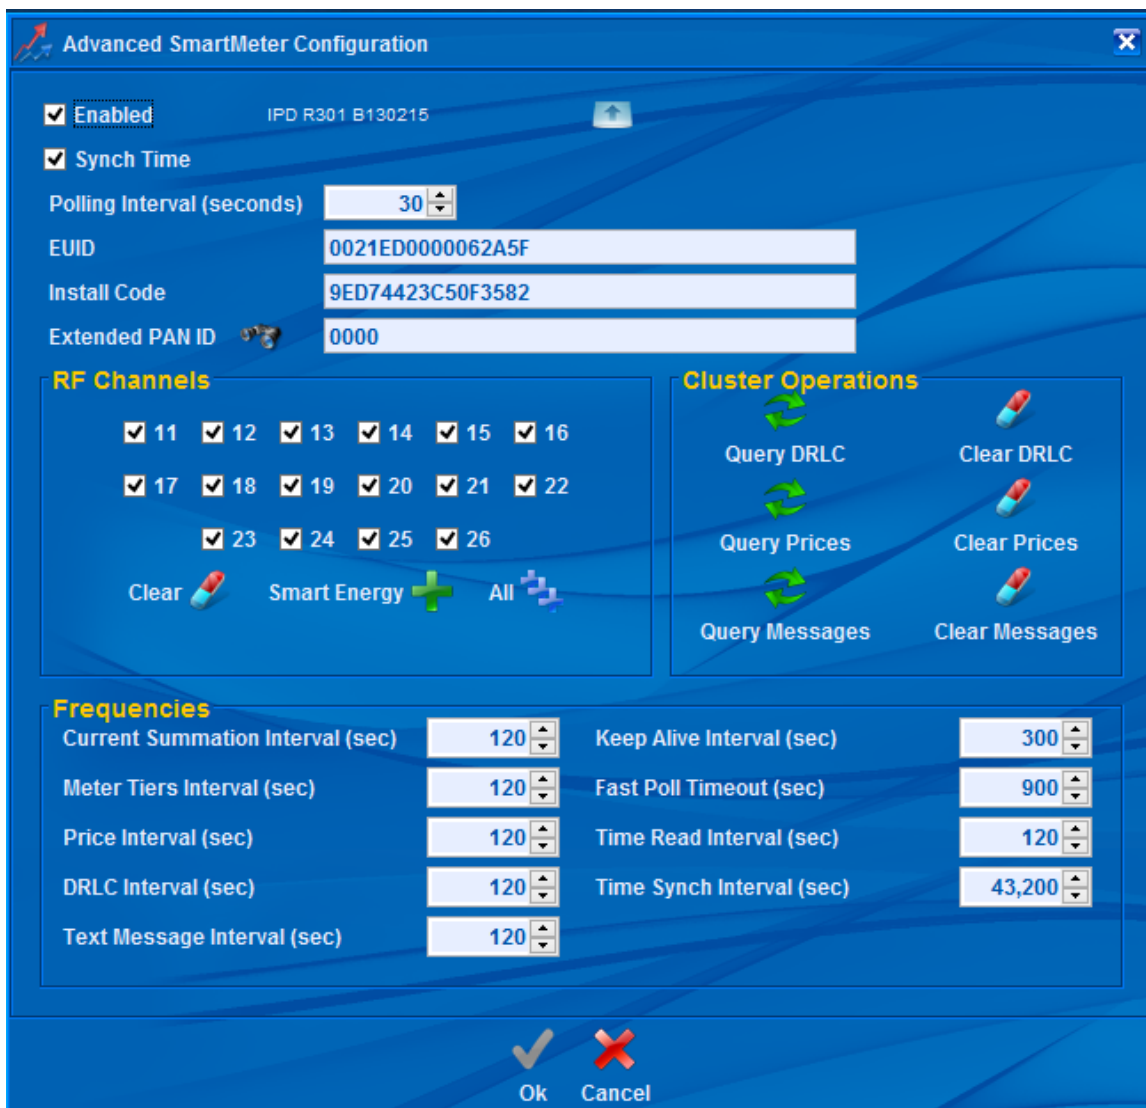 Advanced SmartMeter Configuration
Enabled IPD R301 B130215
Synch Time
Polling Interval (seconds) 30
EUID 0021ED0000062A5F
Install Code 9ED74423C50F3582
Extended PAN ID 0000
RF Channels
11 12 13 14 15 16
17 18 19 20 21 22
23 24 25 26
Clear Smart Energy All
Cluster Operations
Query DRLC Clear DRLC
Query Prices Clear Prices
Query Messages Clear Messages
Frequencies
Current Summation Interval (sec) 120 Keep Alive Interval (sec) 300
Meter Tiers Interval (sec) 120 Fast Poll Timeout (sec) 900
Price Interval (sec) 120 Time Read Interval (sec) 120
DRLC Interval (sec) 120 Time Synch Interval (sec) 43,200
Text Message Interval (sec) 120
Ok Cancel